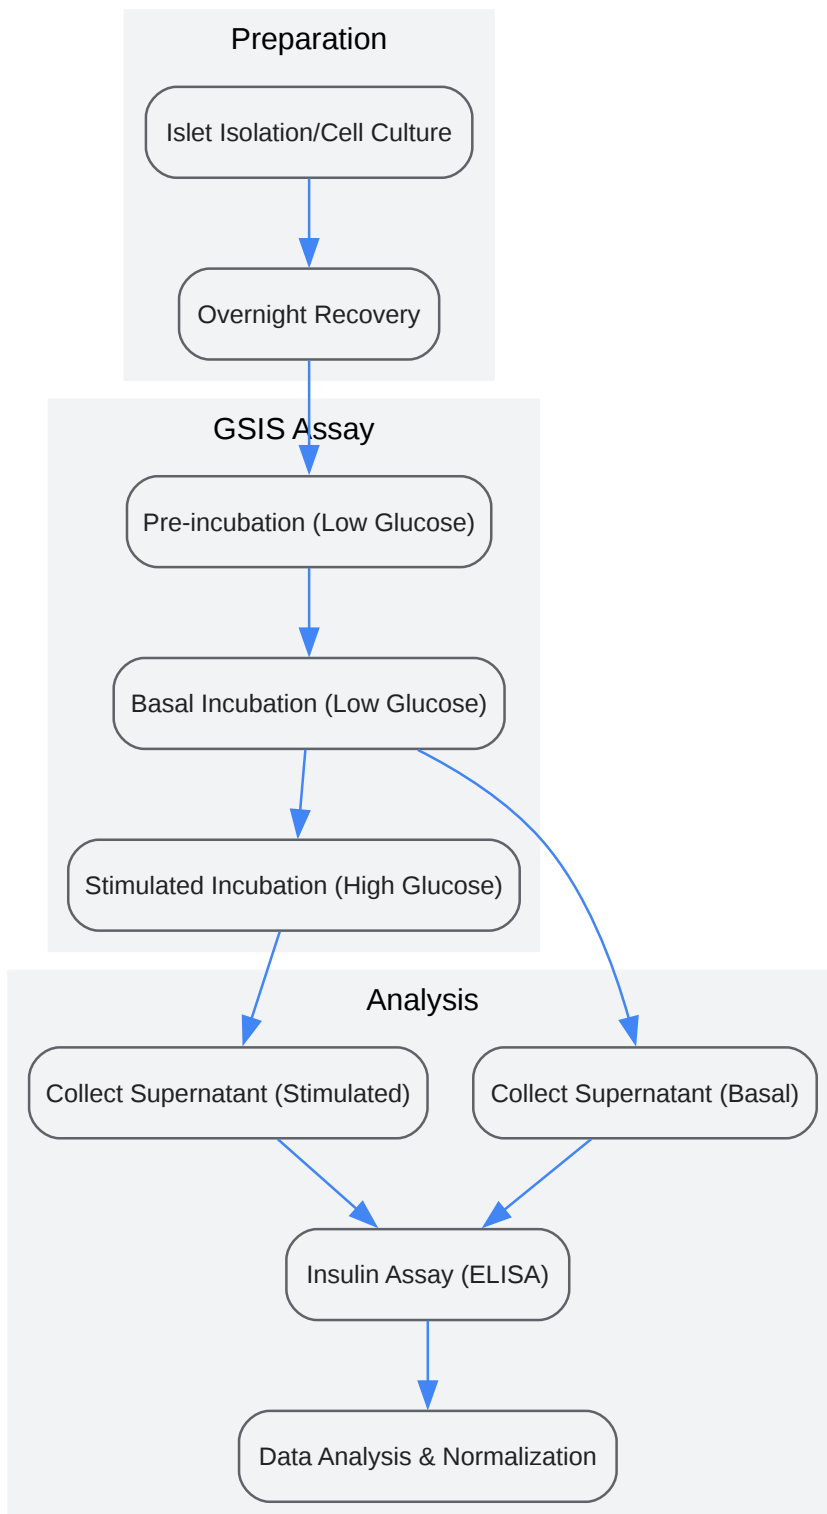 Preparation
Islet Isolation/Cell Culture
Overnight Recovery
GSIS Assay
Pre-incubation (Low Glucose)
Basal Incubation (Low Glucose)
Stimulated Incubation (High Glucose)
Analysis
Collect Supernatant (Stimulated)
Collect Supernatant (Basal)
Insulin Assay (ELISA)
Data Analysis & Normalization